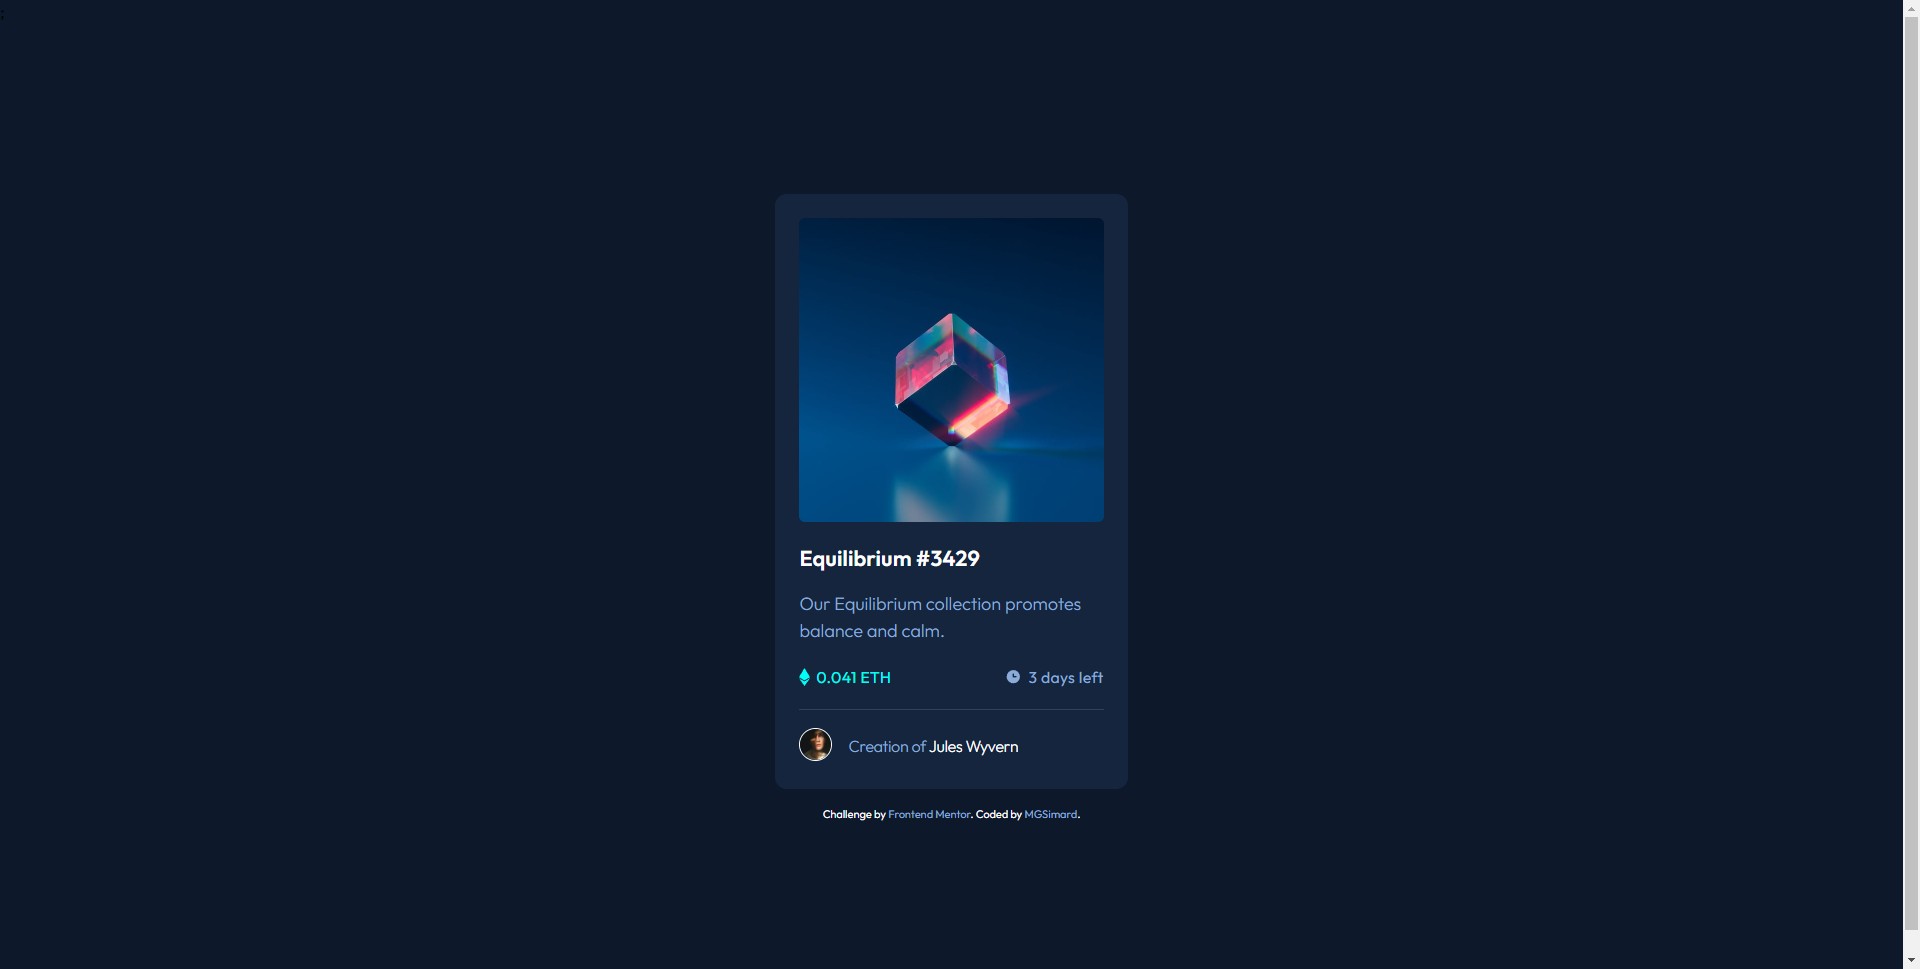 ;
Equilibrium #3429
Our Equilibrium collection promotes
balance and calm.
0.041 ETH
3 days left
Creation of Jules Wyvern
Challenge by Frontend Mentor. Coded by MGSimard.